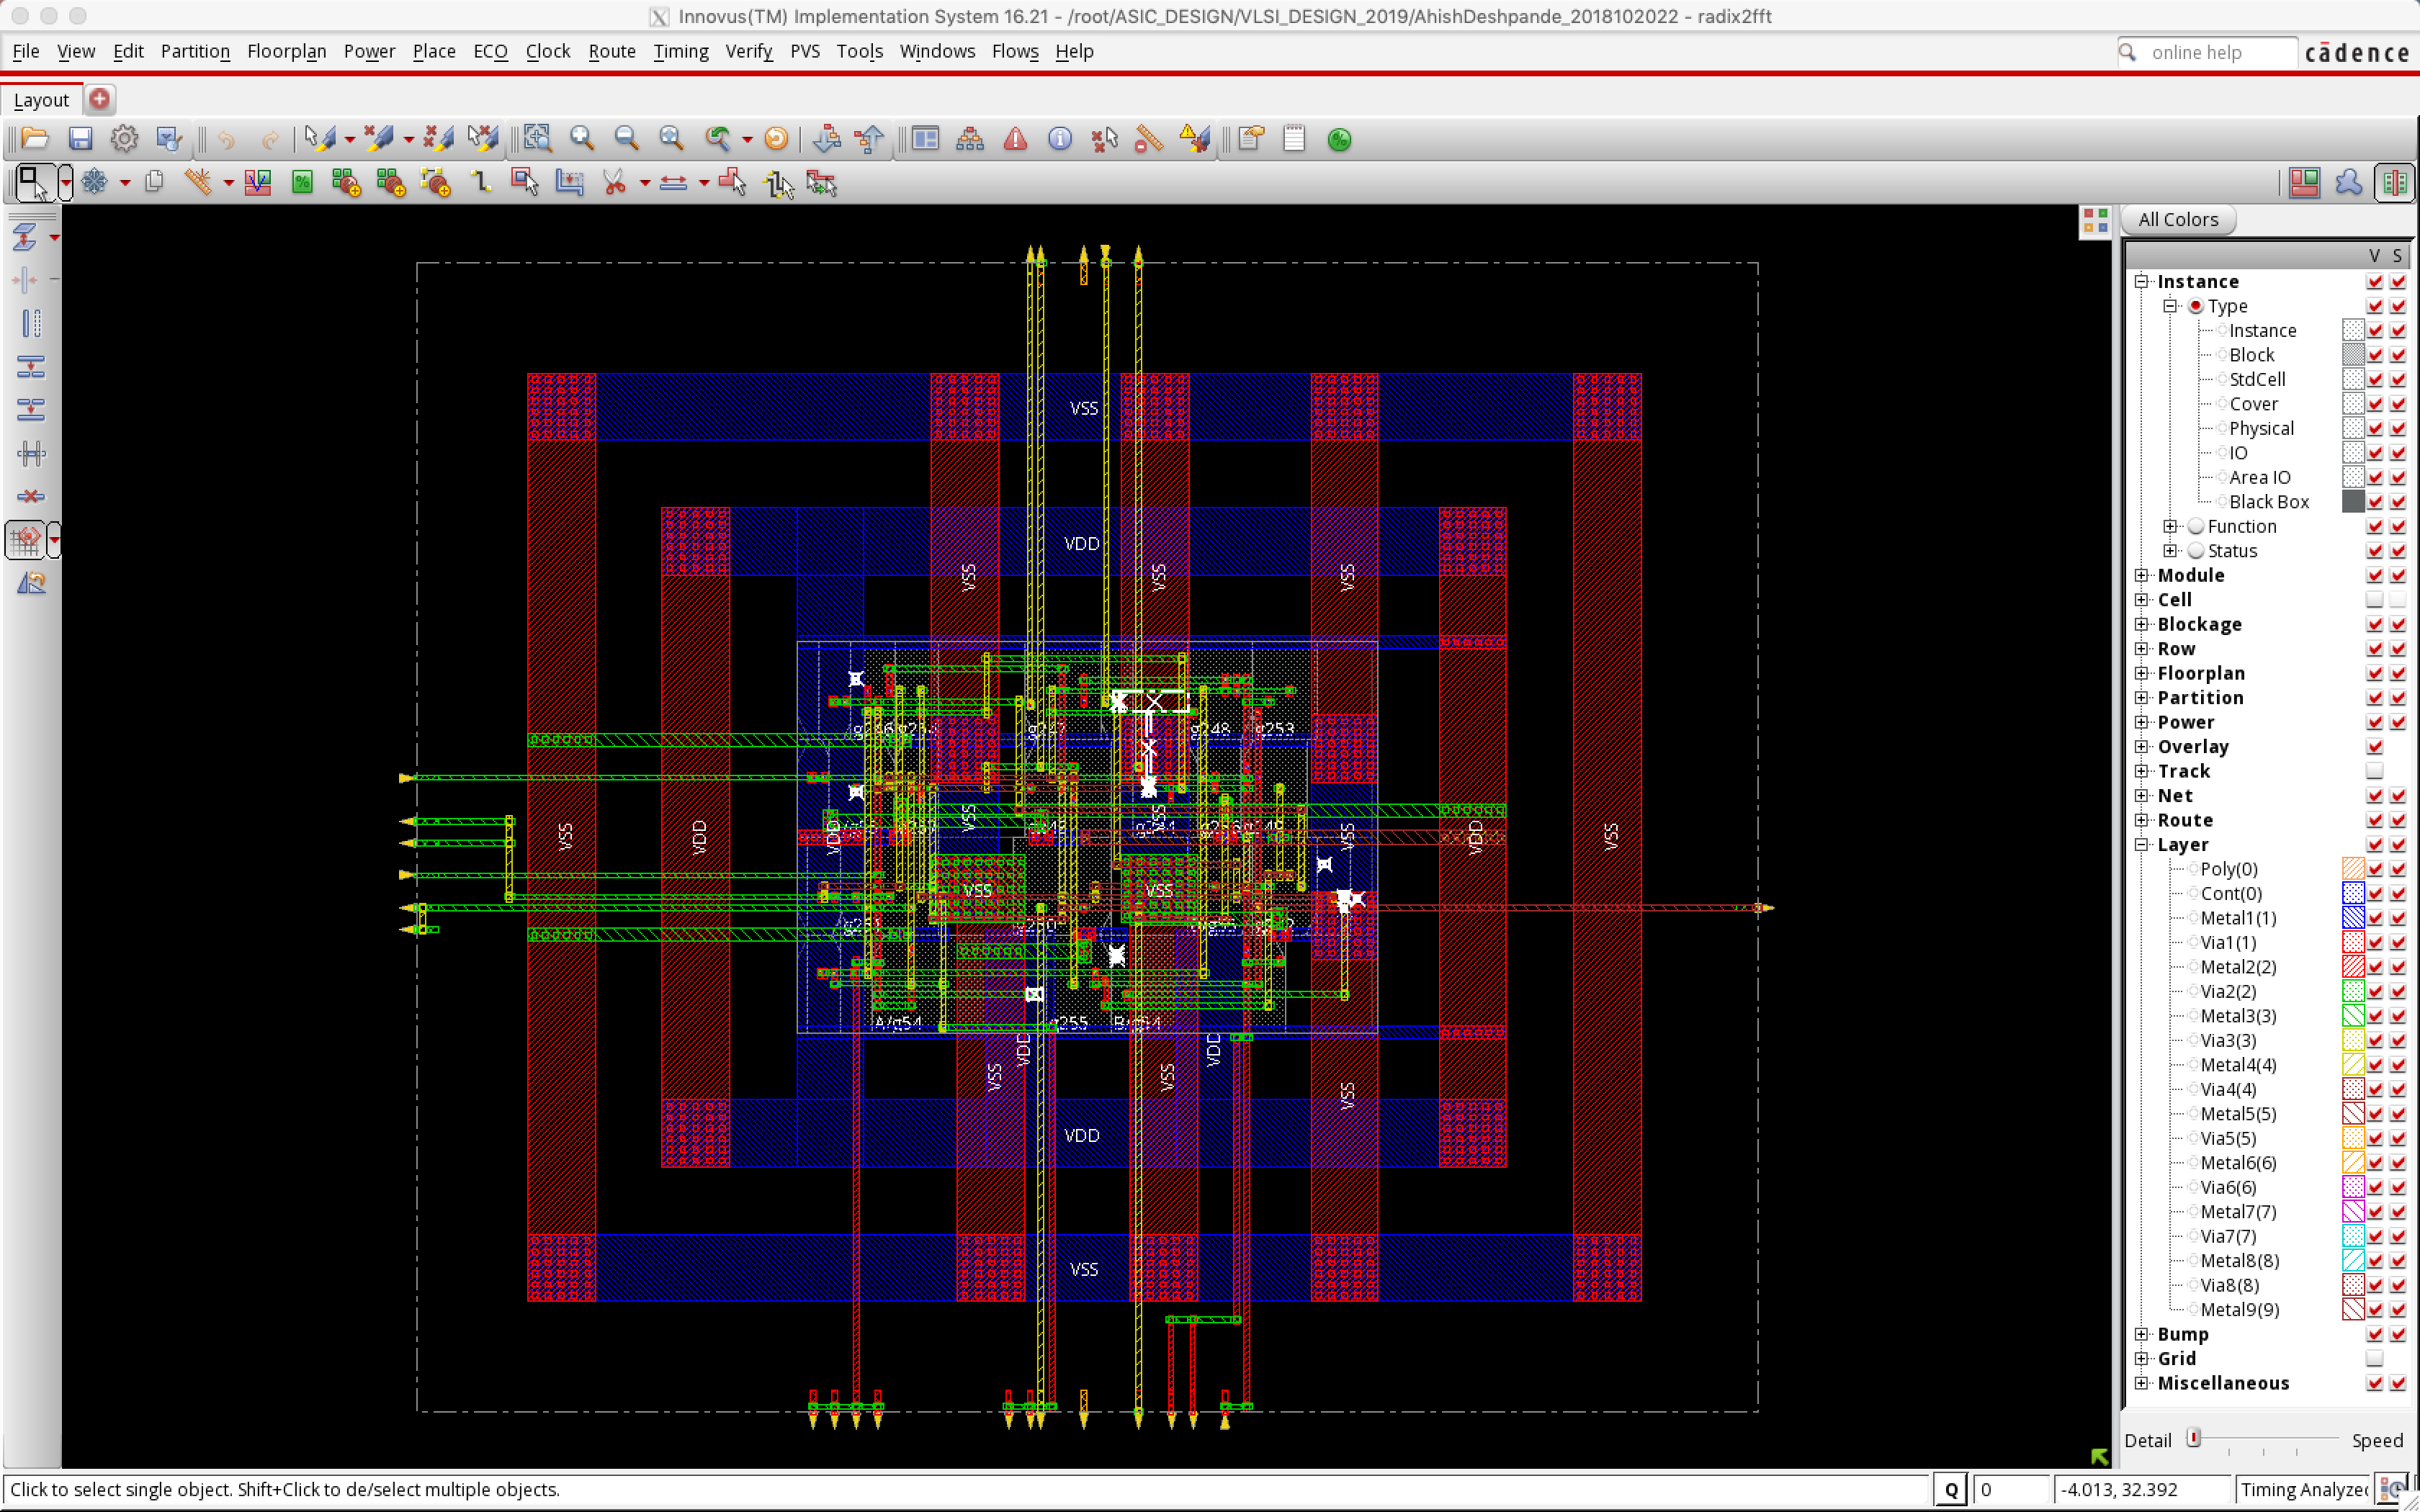 Innovus(TM) Implementation System 16.21 - /root/ASIC_DESIGN/VLSI_DESIGN_2019/AhishDeshpande_2018102022 - radix2fft
File View Edit Partition Floorplan Power Place ECO Clock Route Timing Verify PVS Tools Windows Flows Help
online help
cādence
Layout
All Colors
V S
Instance
Type
Instance
Block
StdCell
Cover
Physical
IO
Area IO
Black Box
Function
Status
Module
Cell
Blockage
Row
Floorplan
Partition
Power
Overlay
Track
Net
Route
Layer
Poly(0)
Cont(0)
Metal1(1)
Via1(1)
Metal2(2)
Via2(2)
Metal3(3)
Via3(3)
Metal4(4)
Via4(4)
Metal5(5)
Via5(5)
Metal6(6)
Via6(6)
Metal7(7)
Via7(7)
Metal8(8)
Via8(8)
Metal9(9)
Bump
Grid
Miscellaneous
Detail Speed
VSS
VDD
VSS VSS VSS
g253
VSS VDD VDD VSS VSS VSS VDD VSS
VSS VSS
A/g54 g255
VDD VDD
VSS VSS VSS
VDD
VSS
Click to select single object. Shift+Click to de/select multiple objects.
Q 0 -4.013, 32.392 Timing Analyzed